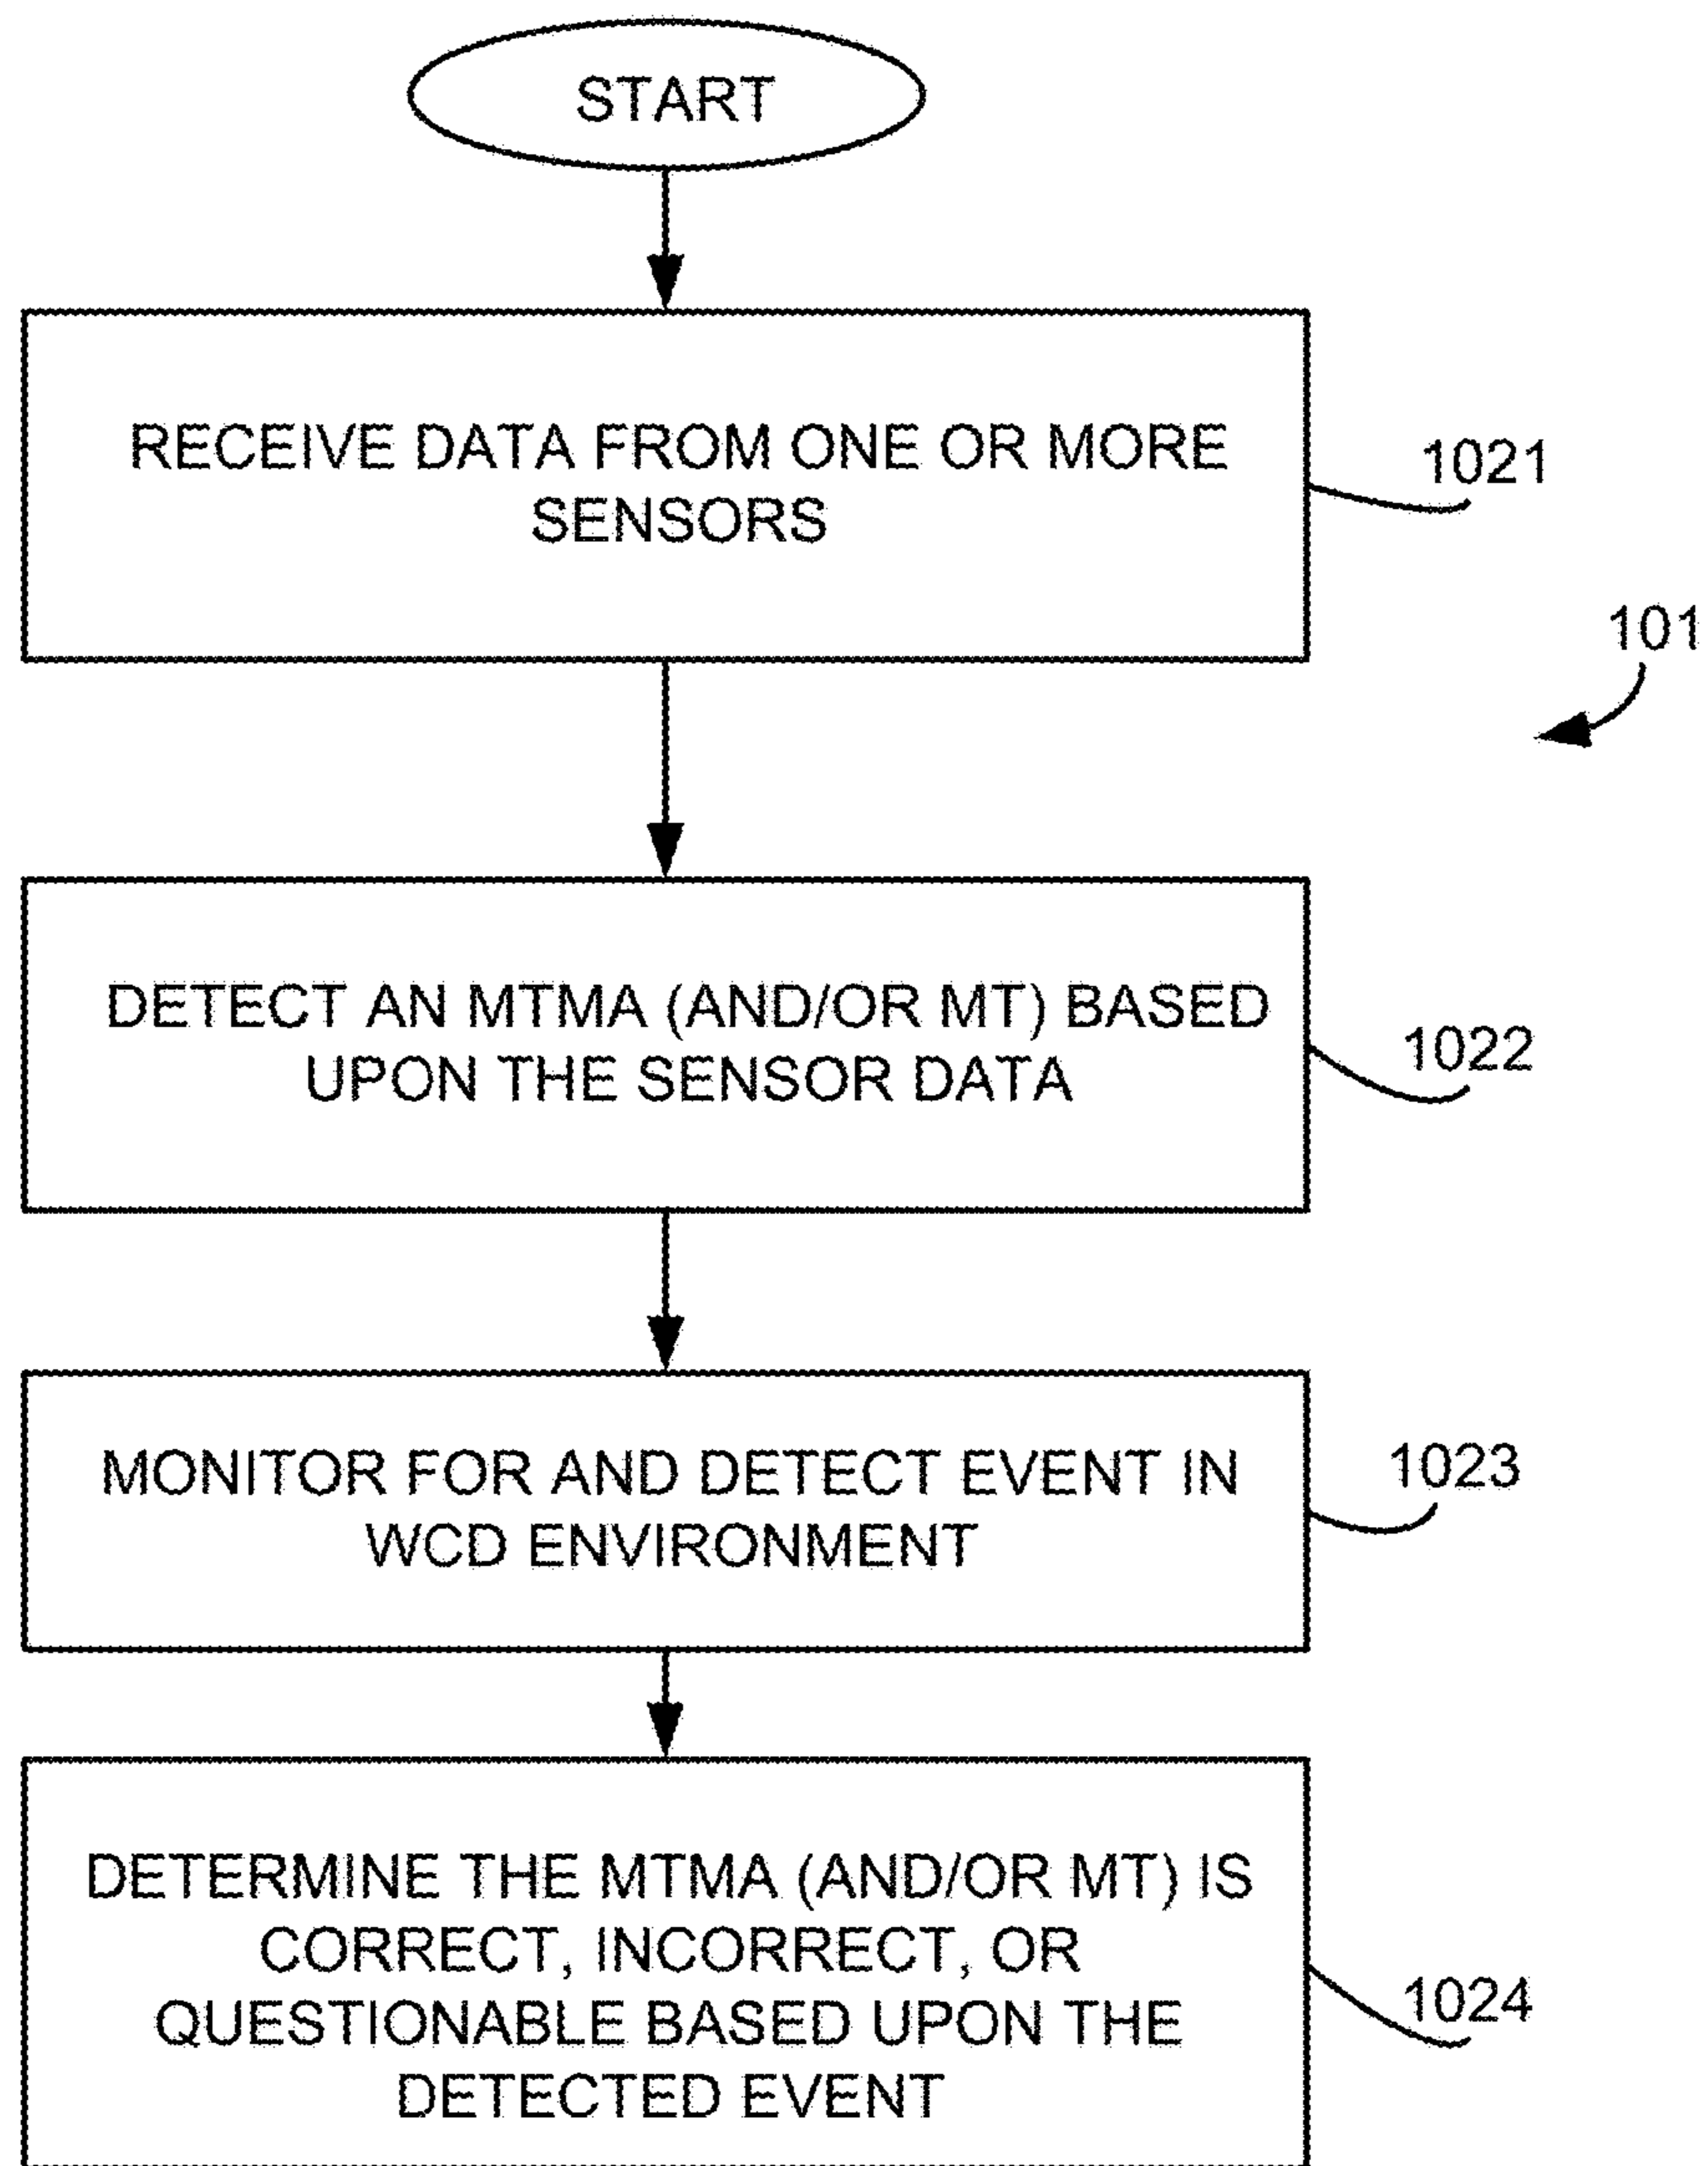 START
RECEIVE DATA FROM ONE OR MORE
SENSORS
1021
101
DETECT AN MTMA (AND/OR MT) BASED
UPON THE SENSOR DATA
1022
MONITOR FOR AND DETECT EVENT IN
WCD ENVIRONMENT
1023
DETERMINE THE MTMA (AND/OR MT) IS
CORRECT, INCORRECT, OR
QUESTIONABLE BASED UPON THE
DETECTED EVENT
1024